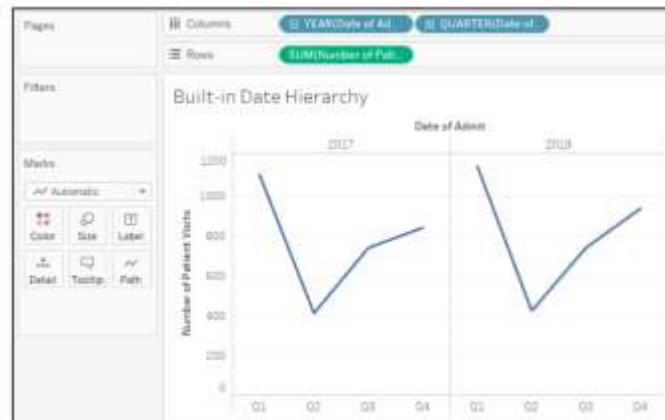 Pages
Columns
YEAR(Date of Ad..
QUARTER(Date of..
Rows
SUM(Number of Pati..
Filters
Built-in Date Hierarchy
Date of Admit
2017
2018
Marks
Automatic
Color
Size
Label
Detail
Tooltip
Path
Number of Patient Visits
1200
1000
800
600
400
200
0
Q1
Q2
Q3
Q4
Q1
Q2
Q3
Q4